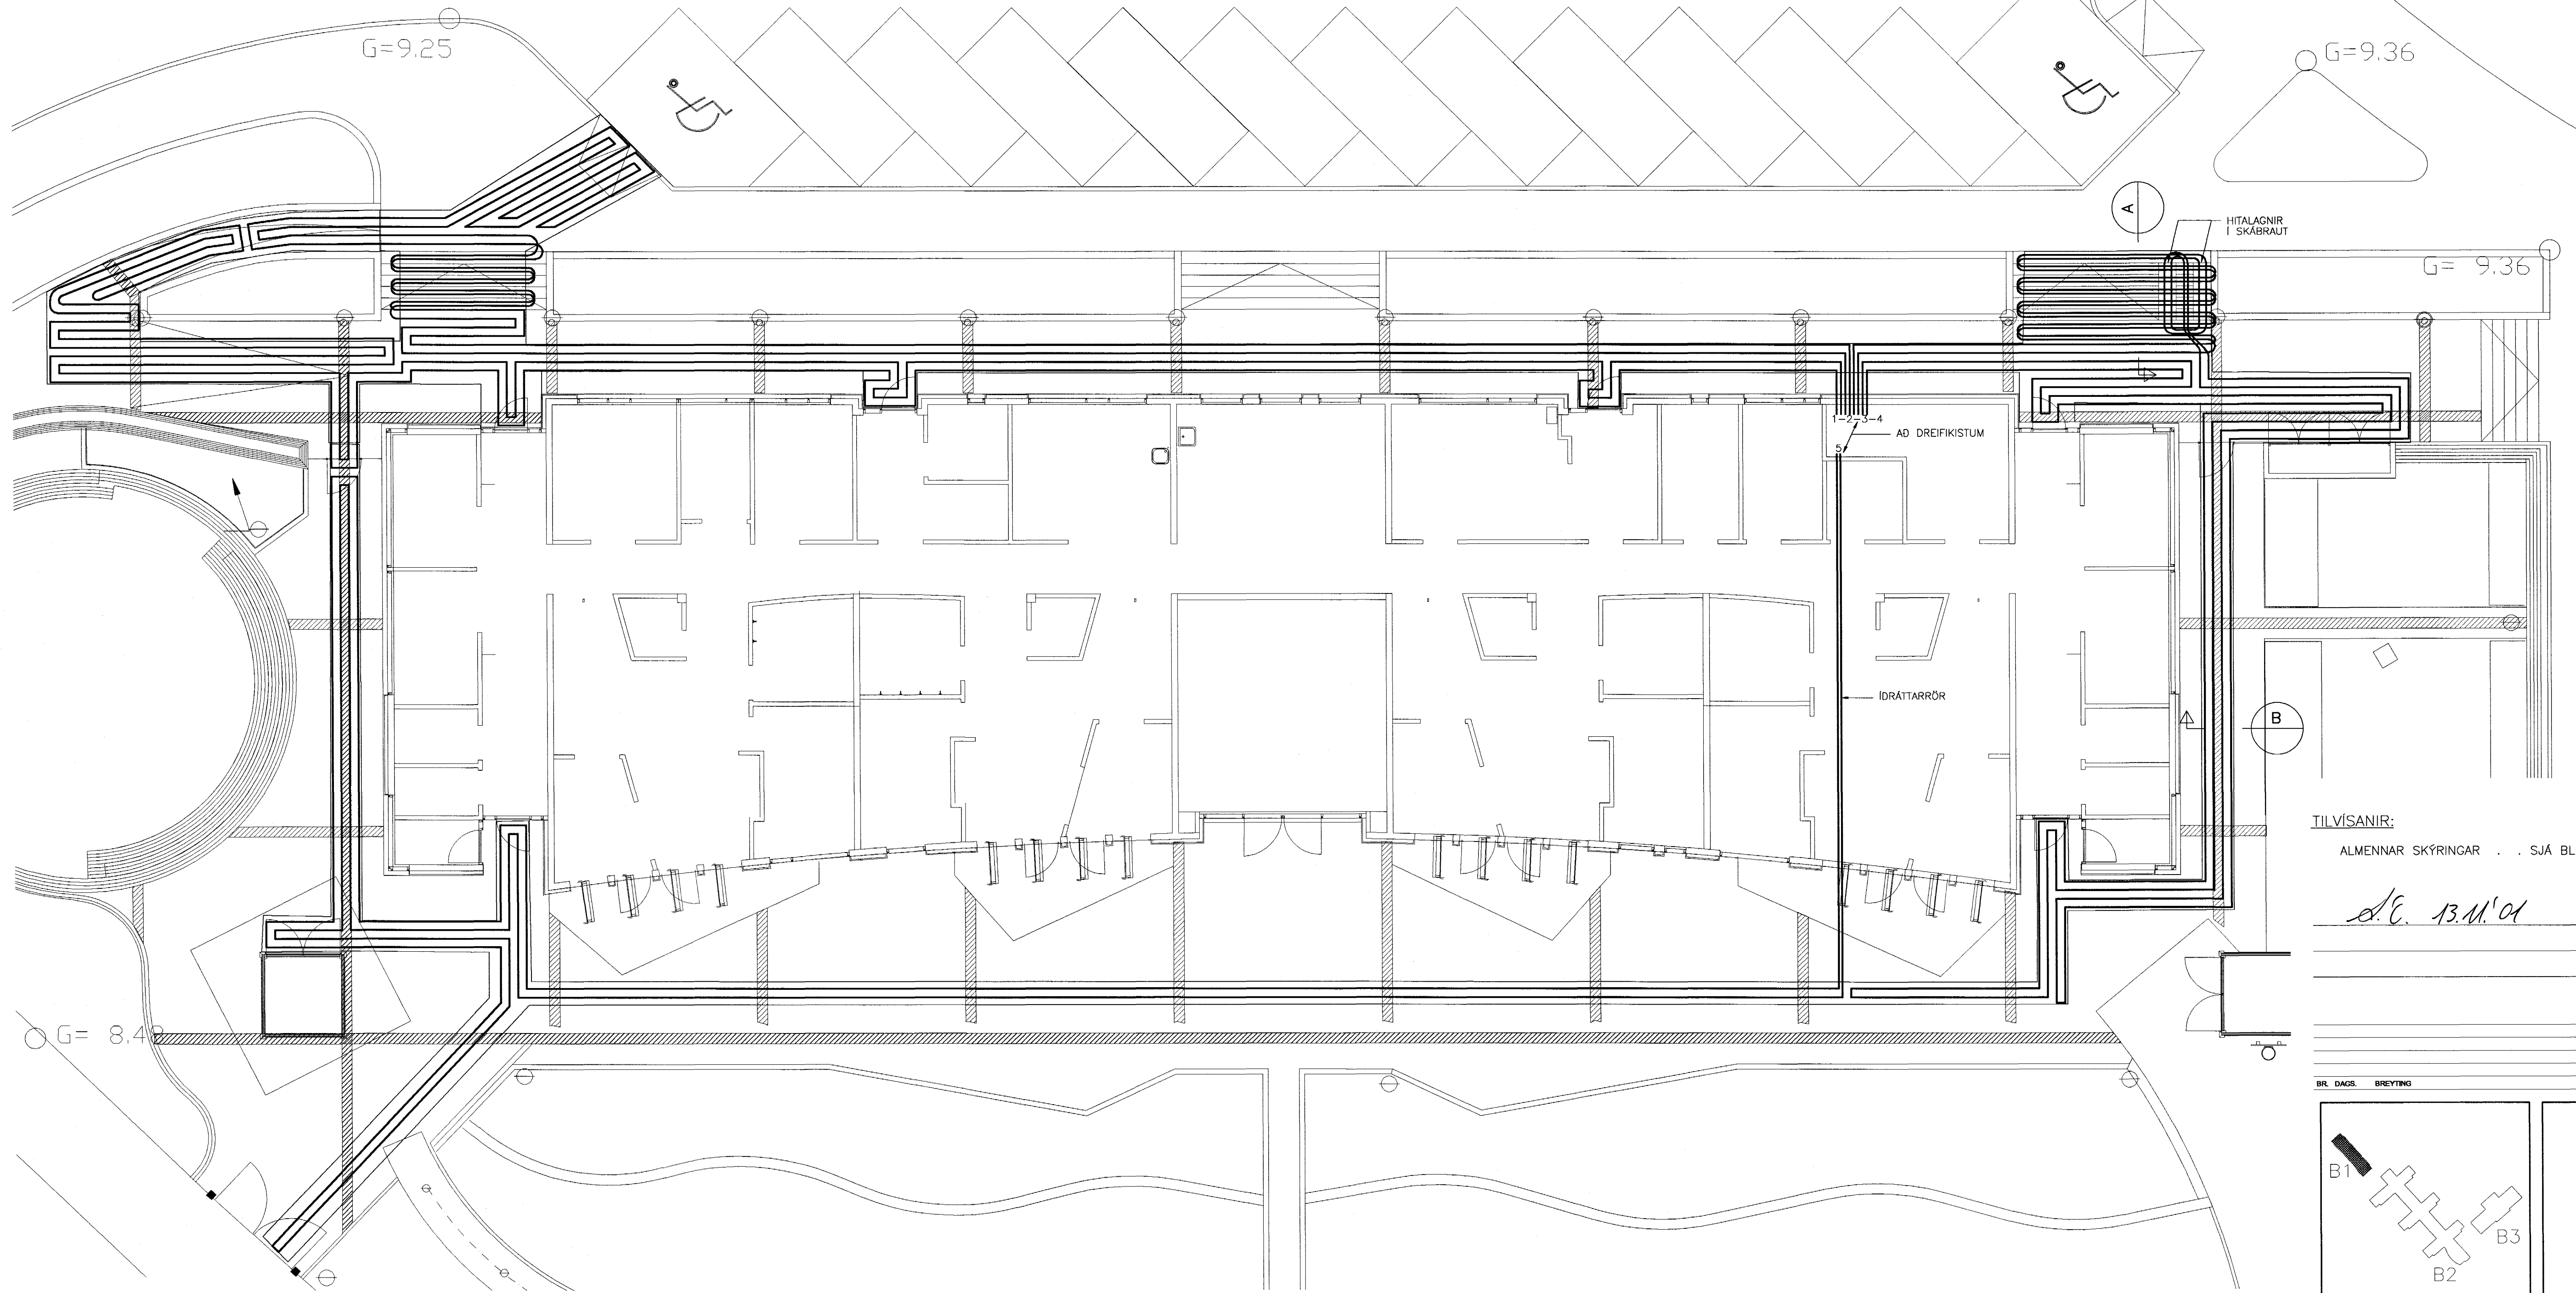 G=9.25
G=9.36
A
HITALAGNIR
Í SKÁBRAUT
G= 9.36
1-2-3-4
AÐ DREIFIKISTUM
5
ÍDRÁTTARRÖR
B
TILVÍSANIR:
ALMENNAR SKÝRINGAR . . SJÁ BL
13.11.'01
G= 8.48
BR. DAGS. BREYTING
B1
B3
B2